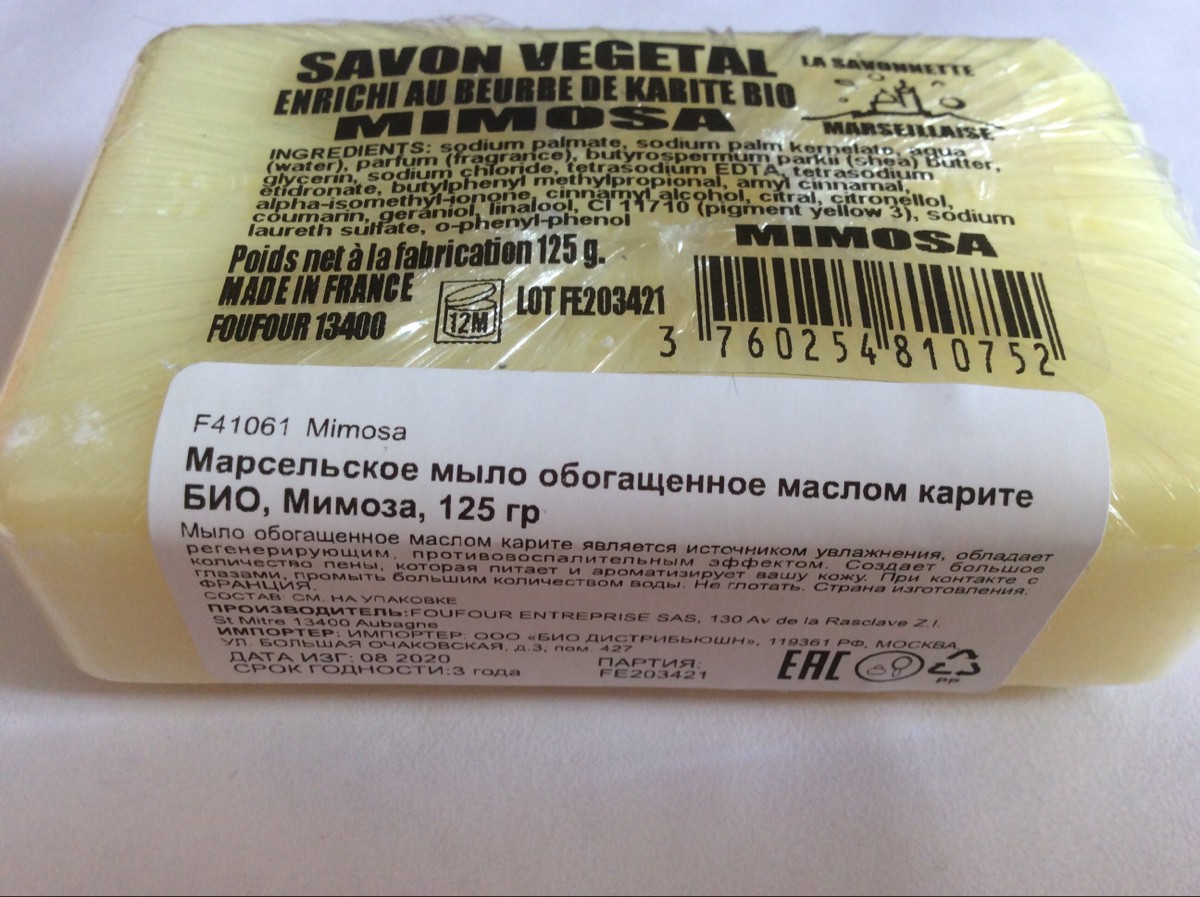 SAVON VEGETAL
ENRICHI AU BEURRE DE KARITE BIO
MIMOSA
LA SAVONNETTE
MARSEILLAISE
INGREDIENTS: sodium palmate, sodium palm kernelate, aqua
(water), parfum (fragrance), butyrospermum parkii (shea) butter,
glycerin, sodium chloride, tetrasodium EDTA, tetrasodium
etidronate, butylphenyl methylpropional, amyl cinnamal,
alpha-isomethyl-ionone, cinnamyl alcohol, citral, citronellol,
coumarin, geraniol, linalool, CI 11710 (pigment yellow 3), sodium
laureth sulfate, o-phenyl-phenol
Poids net à la fabrication 125 g.
MADE IN FRANCE
FOUFOUR 13400
12M
LOT FE203421
MIMOSA
3 760254 810752
F41061 Mimosa
Марсельское мыло обогащенное маслом карите
БИО, Мимоза, 125 гр
Мыло обогащенное маслом карите является источником увлажнения, обладает
регенерирующим, противовоспалительным эффектом. Создает большое
количество пены, которая питает и ароматизирует вашу кожу. При контакте с
глазами, промыть большим количеством воды. Не глотать. Страна изготовления:
ФРАНЦИЯ.
СОСТАВ: СМ. НА УПАКОВКЕ
ПРОИЗВОДИТЕЛЬ:FOUFOUR ENTREPRISE SAS, 130 Av de la Rasclave Z.I.
St Mitre 13400 Aubagne
ИМПОРТЕР: ИМПОРТЕР: ООО «БИО ДИСТРИБЬЮШН», 119361 РФ, МОСКВА,
УЛ. БОЛЬШАЯ ОЧАКОВСКАЯ, д.3, пом. 427
ДАТА ИЗГ: 08 2020
СРОК ГОДНОСТИ:3 года
ПАРТИЯ:
FE203421
EAC
PP